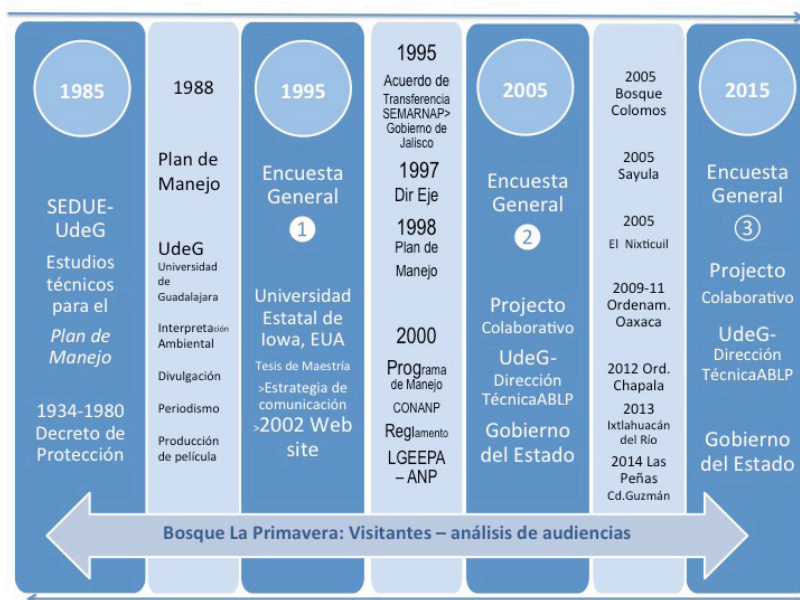 1985
SEDUE-
UdeG
Estudios
técnicos
para el
Plan de
Manejo
1934-1980
Decreto de
Protección
1988
Plan de
Manejo
UdeG
Universidad
de
Guadalajara
Interpretación
Ambiental
Divulgación
Periodismo
Producción
de película
1995
Encuesta
General
1
Universidad
Estatal de
Iowa, EUA
Tesis de Maestría
>Estrategia de
comunicación
>2002 Web
site
1995
Acuerdo de
Transferencia
SEMARNAP>
Gobierno de
Jalisco
1997
Dir Eje
1998
Plan de
Manejo
2000
Programa
de Manejo
CONANP
Reglamento
LGEEPA
– ANP
2005
Encuesta
General
2
Projecto
Colaborativo
UdeG-
Dirección
TécnicaABLP
Gobierno
del Estado
2005
Bosque
Colomos
2005
Sayula
2005
El Nixticuil
2009-11
Ordenam.
Oaxaca
2012 Ord.
Chapala
2013
Ixtlahuacán
del Río
2014 Las
Peñas
Cd.Guzmán
2015
Encuesta
General
3
Projecto
Colaborativo
UdeG-
Dirección
TécnicaABLP
Gobierno
del Estado
Bosque La Primavera: Visitantes – análisis de audiencias